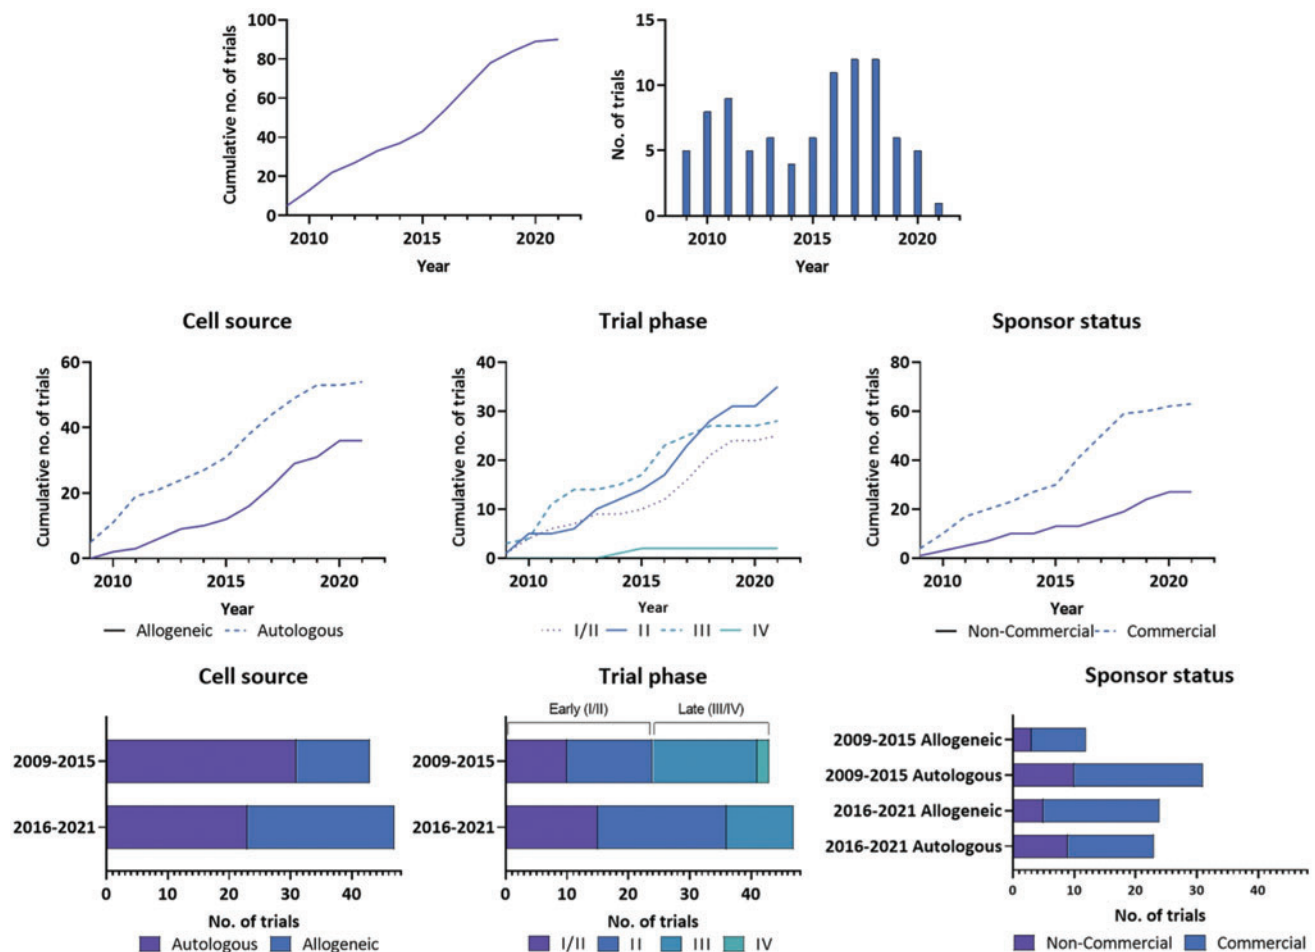 Cumulative no. of trials
100
80
60
40
20
0
2010 2015 2020
Year
No. of trials
15
10
5
0
2010 2015 2020
Year
Cell source
Cumulative no. of trials
60
40
20
0
2010 2015 2020
Year
Allogeneic Autologous
Trial phase
Cumulative no. of trials
40
30
20
10
0
2010 2015 2020
Year
I/II II III IV
Sponsor status
Cumulative no. of trials
80
60
40
20
0
2010 2015 2020
Year
Non-Commercial Commercial
Cell source
2009-2015
2016-2021
0 10 20 30 40
No. of trials
Autologous Allogeneic
Trial phase
Early (I/II) Late (III/IV)
2009-2015
2016-2021
0 10 20 30 40
No. of trials
I/II II III IV
Sponsor status
2009-2015 Allogeneic
2009-2015 Autologous
2016-2021 Allogeneic
2016-2021 Autologous
0 10 20 30 40
No. of trials
Non-Commercial Commercial